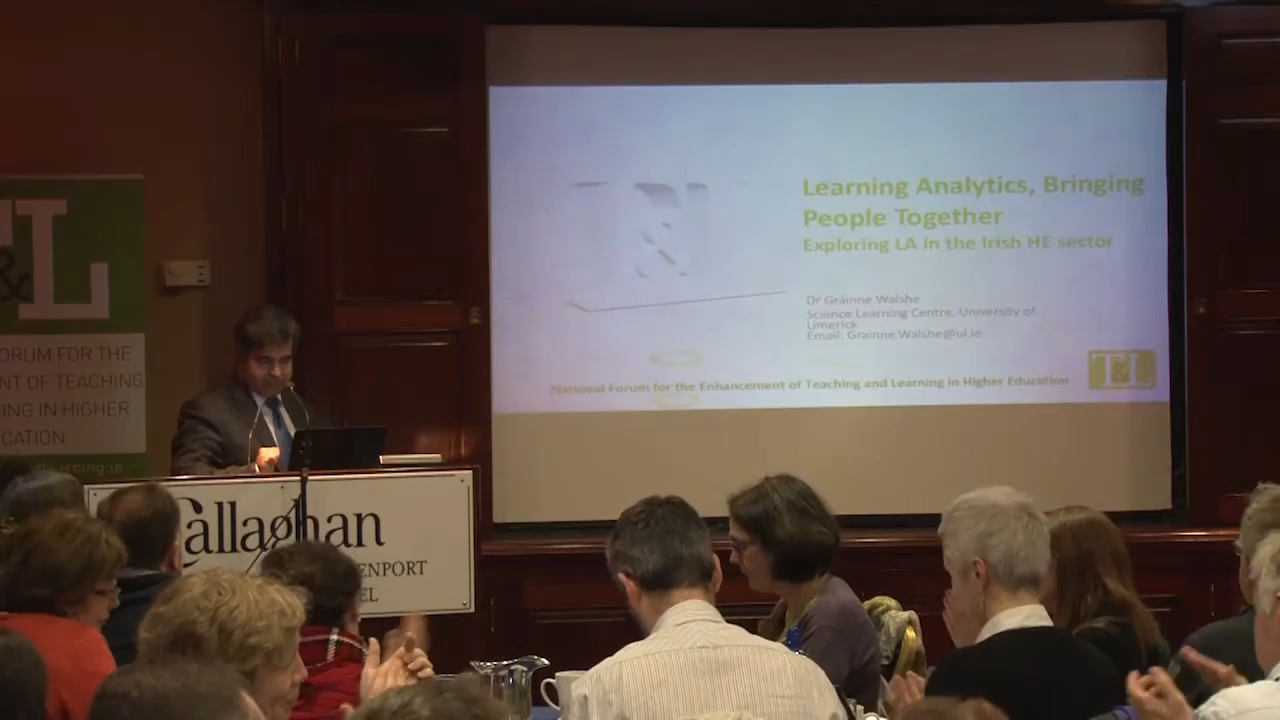 Learning Analytics, Bringing
People Together
Exploring LA in the Irish HE sector
Dr Gráinne Walshe
Science Learning Centre, University of
Limerick
Email: Grainne.Walshe@ul.ie
National Forum for the Enhancement of Teaching and Learning in Higher Education
T&L
&L
ORUM FOR THE
NT OF TEACHING
ING IN HIGHER
CATION
allaghan
ENPORT
EL